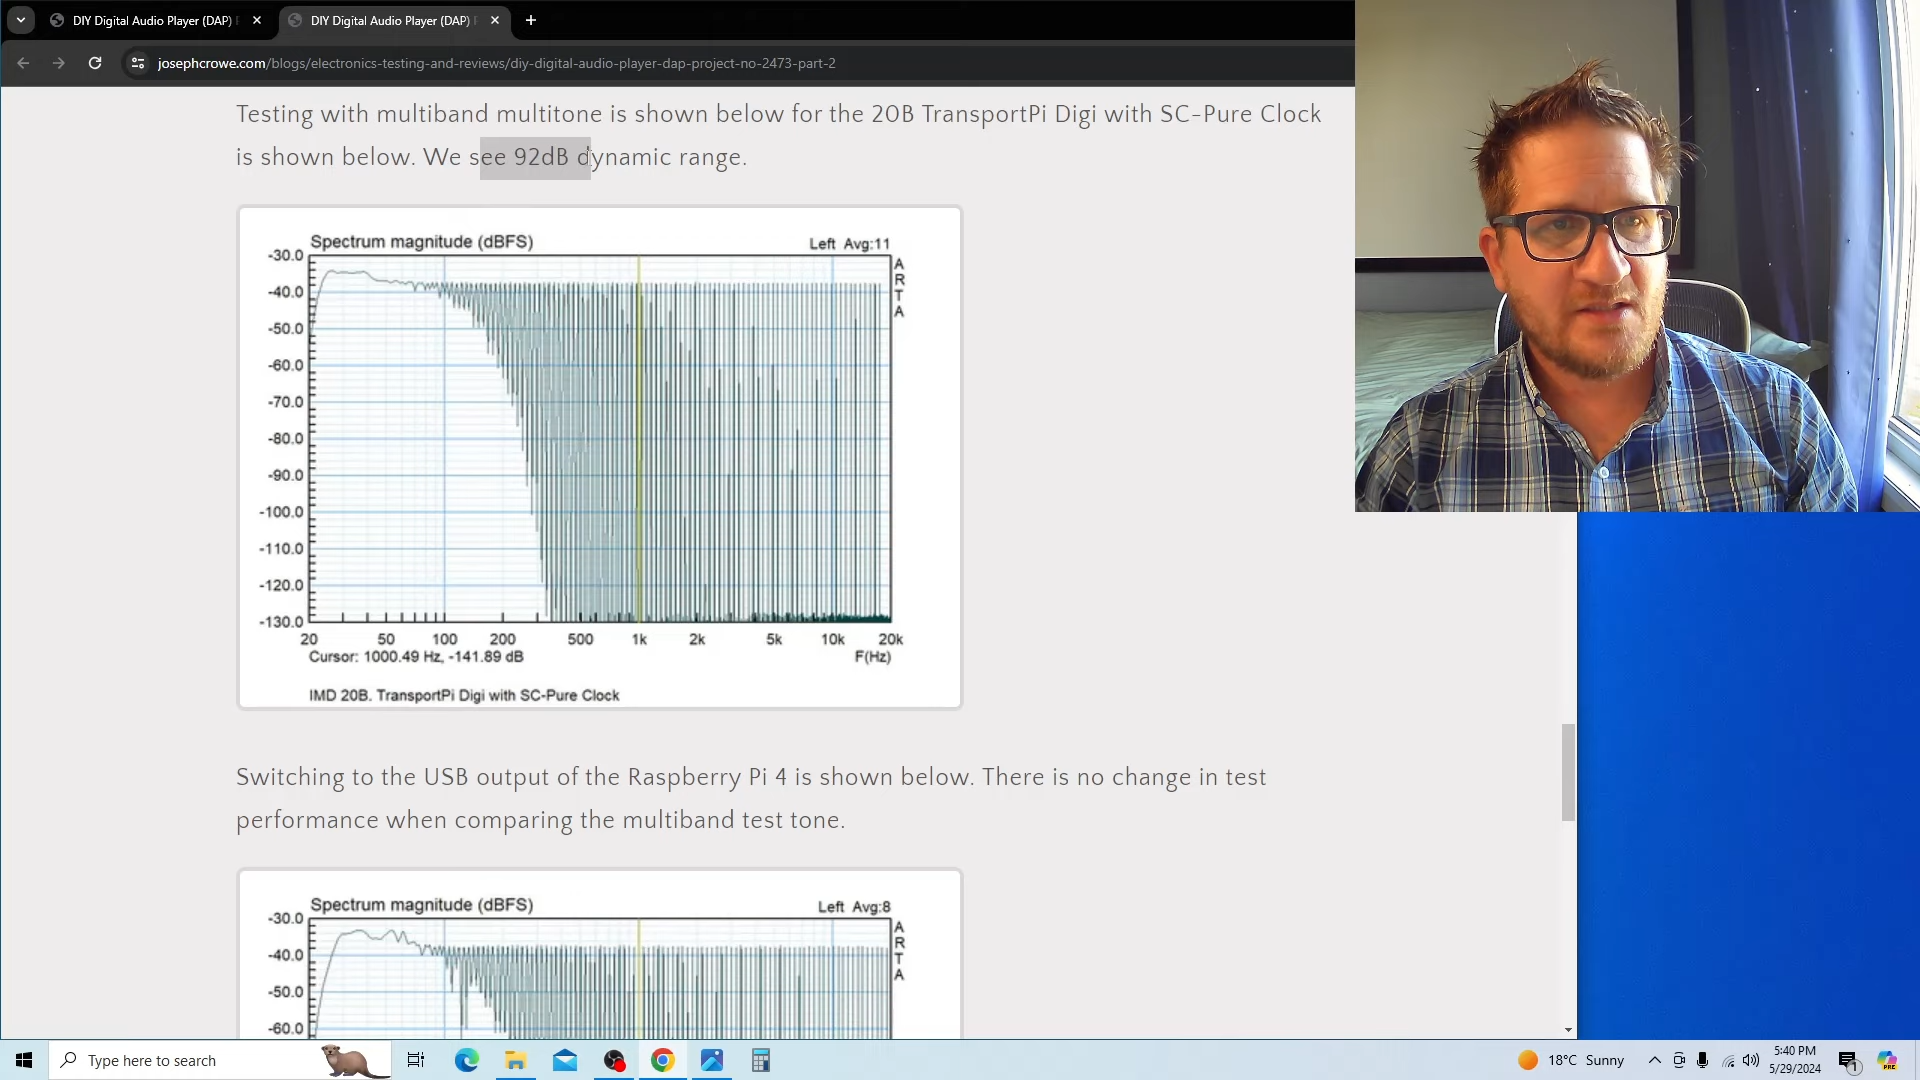 DIY Digital Audio Player (DAP)
DIY Digital Audio Player (DAP)
josephcrowe.com/blogs/electronics-testing-and-reviews/diy-digital-audio-player-dap-project-no-2473-part-2
Testing with multiband multitone is shown below for the 20B TransportPi Digi with SC-Pure Clock
is shown below. We see 92dB dynamic range.
Spectrum magnitude (dBFS)
Left Avg:11
-30.0
-40.0
-50.0
-60.0
-70.0
-80.0
-90.0
-100.0
-110.0
-120.0
-130.0
A
R
T
A
20 50 100 200 500 1k 2k 5k 10k 20k
Cursor: 1000.49 Hz, -141.89 dB
F(Hz)
IMD 20B. TransportPi Digi with SC-Pure Clock
Switching to the USB output of the Raspberry Pi 4 is shown below. There is no change in test
performance when comparing the multiband test tone.
Spectrum magnitude (dBFS)
Left Avg:8
-30.0
-40.0
-50.0
-60.0
A
R
T
A
Type here to search
18°C Sunny
5:40 PM
5/29/2024
1
PRE